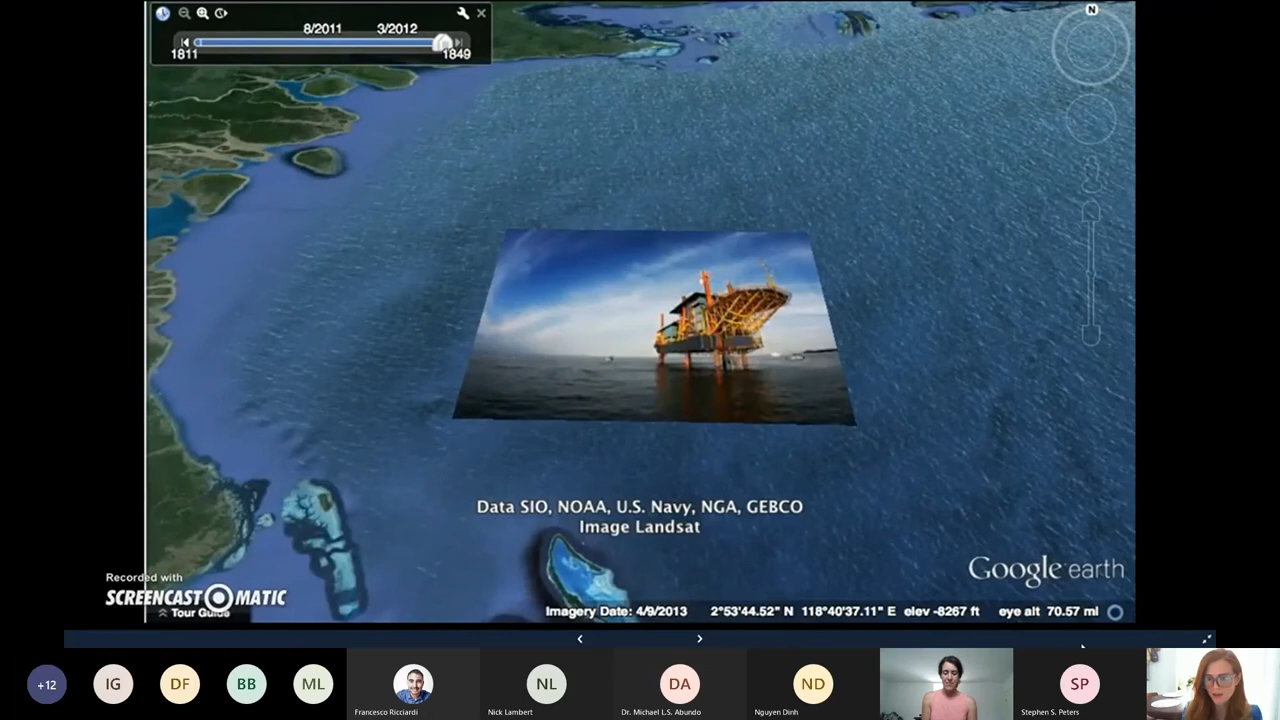 N
8/2011 3/2012
1811 1849
Data SIO, NOAA, U.S. Navy, NGA, GEBCO
Image Landsat
Google earth
Recorded with
SCREENCAST O MATIC
Tour Guide
Imagery Date: 4/9/2013 2°53'44.52" N 118°40'37.11" E elev -8267 ft eye alt 70.57 mi
+12 IG DF BB ML NL DA ND SP
Francesco Ricciardi Nick Lambert Dr. Michael L.S. Abundo Nguyen Dinh Stephen S. Peters